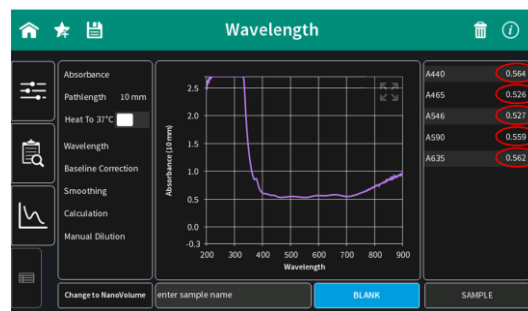 Wavelength
Absorbance
Pathlength 10 mm
Heat To 37°C
Wavelength
Baseline Correction
Smoothing
Calculation
Manual Dilution
Absorbance (10 mm)
2.5
2.0
1.5
1.0
0.5
0.0
-0.3
200 300 400 500 600 700 800 900
Wavelength
A440 0.564
A465 0.526
A546 0.527
A590 0.559
A635 0.562
Change to NanoVolume
enter sample name
BLANK
SAMPLE